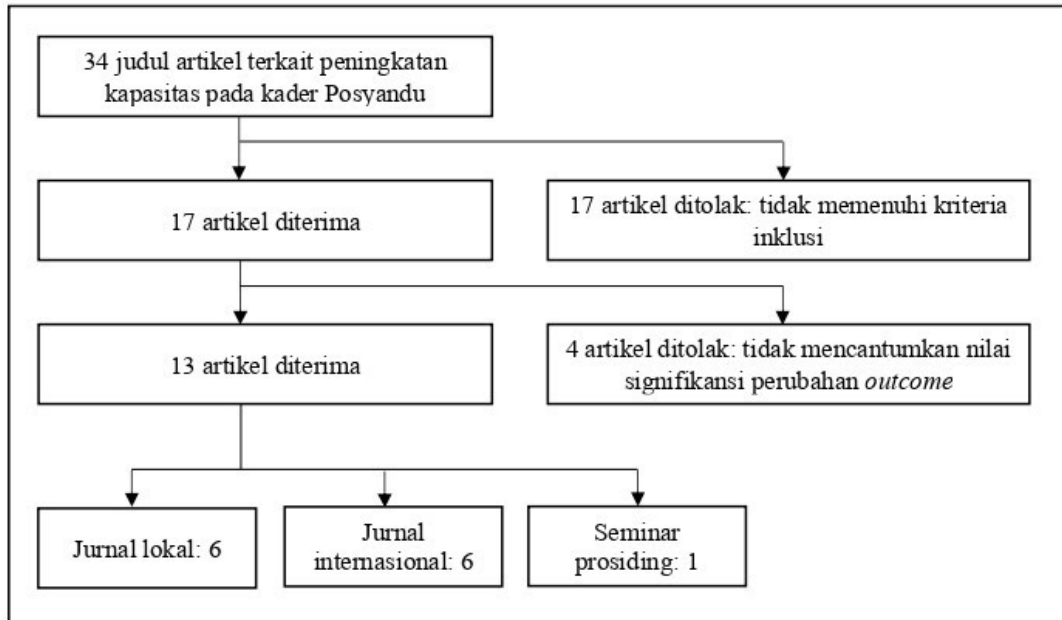 34 judul artikel terkait peningkatan
kapasitas pada kader Posyandu
17 artikel diterima
17 artikel ditolak: tidak memenuhi kriteria
inklusi
13 artikel diterima
4 artikel ditolak: tidak mencantumkan nilai
signifikansi perubahan outcome
Jurnal lokal: 6
Jurnal
internasional: 6
Seminar
prosiding: 1